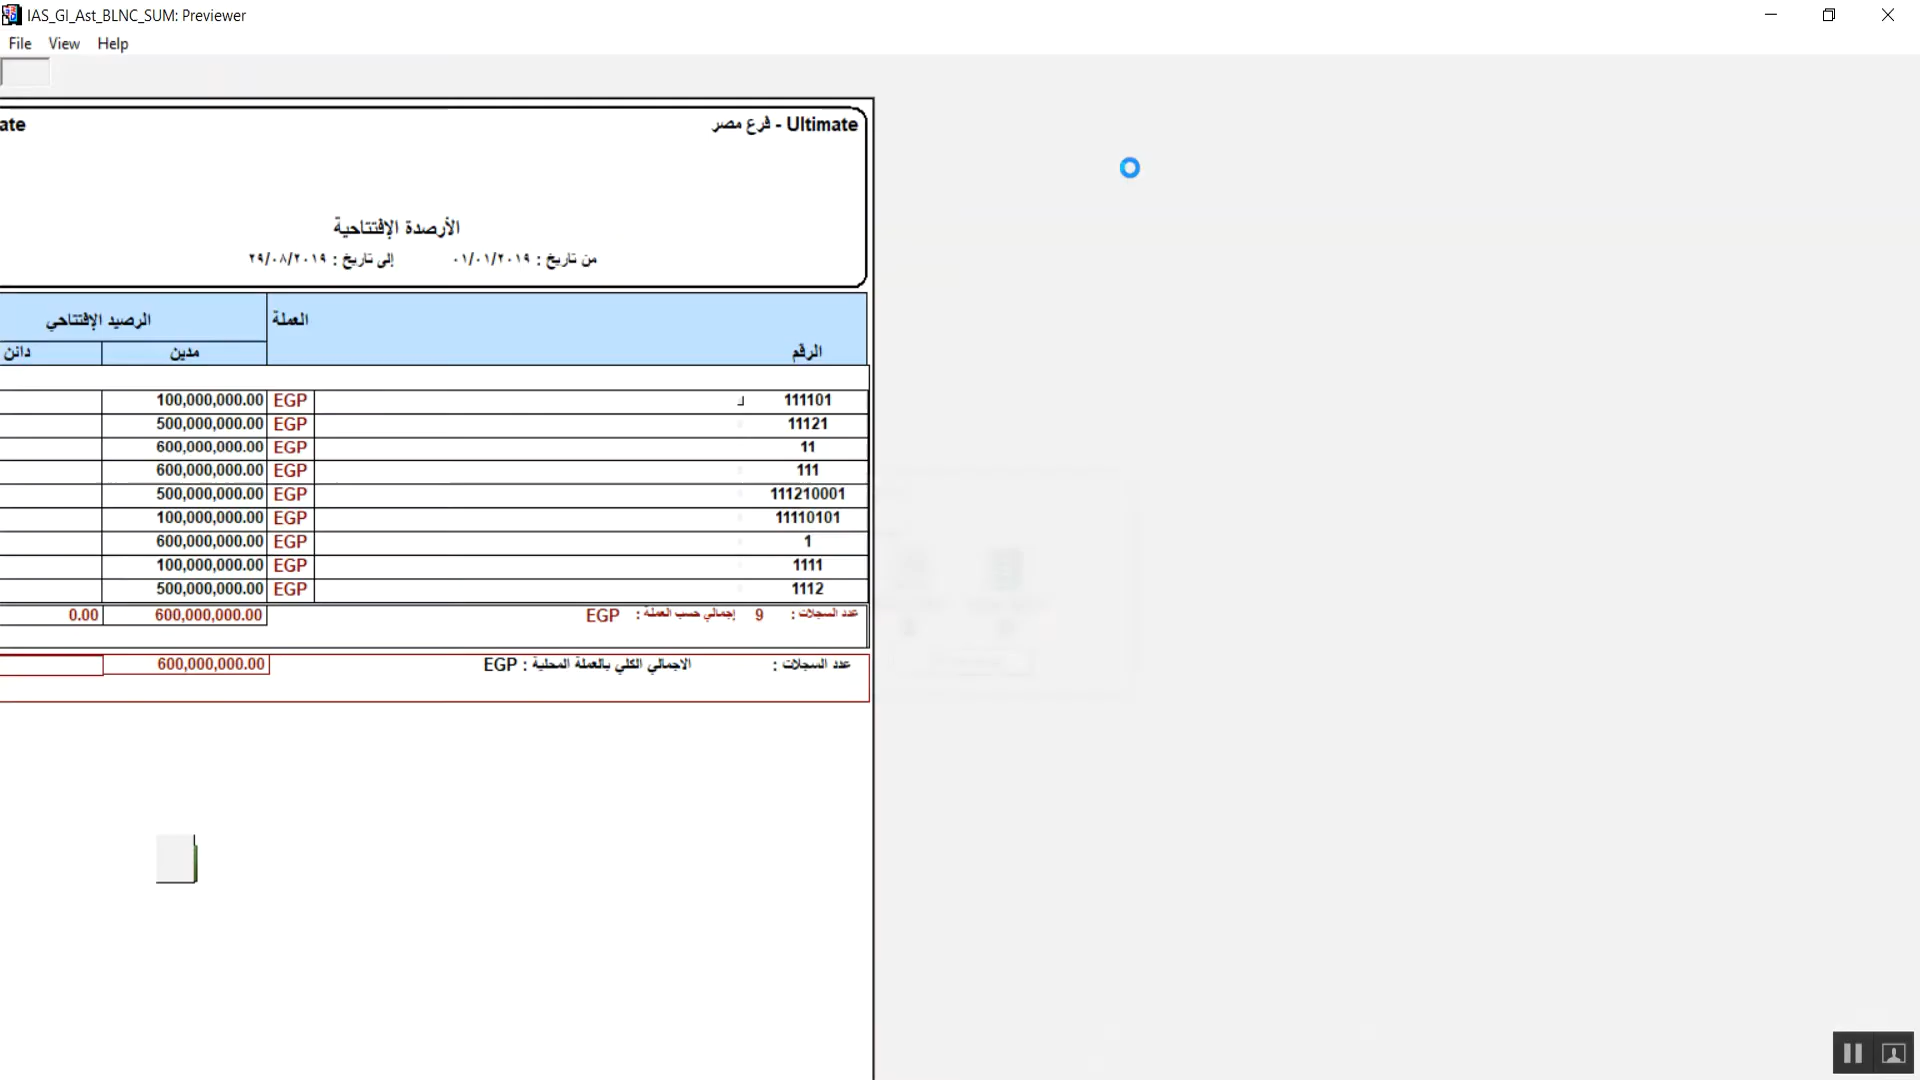 IAS_GI_Ast_BLNC_SUM: Previewer
File View Help
Ultimate - فرع مصر
ate
الأرصدة الإفتتاحية
من تاريخ : ٠١/٠١/٢٠١٩ إلى تاريخ : ٢٩/٠٨/٢٠١٩
العملة الرصيد الإفتتاحي
الرقم مدين دائن
111101 EGP 100,000,000.00
11121 EGP 500,000,000.00
11 EGP 600,000,000.00
111 EGP 600,000,000.00
111210001 EGP 500,000,000.00
11110101 EGP 100,000,000.00
1 EGP 600,000,000.00
1111 EGP 100,000,000.00
1112 EGP 500,000,000.00
عدد السجلات : 9 إجمالي حسب العملة : EGP 600,000,000.00 0.00
عدد السجلات : الاجمالي الكلي بالعملة المحلية : EGP 600,000,000.00